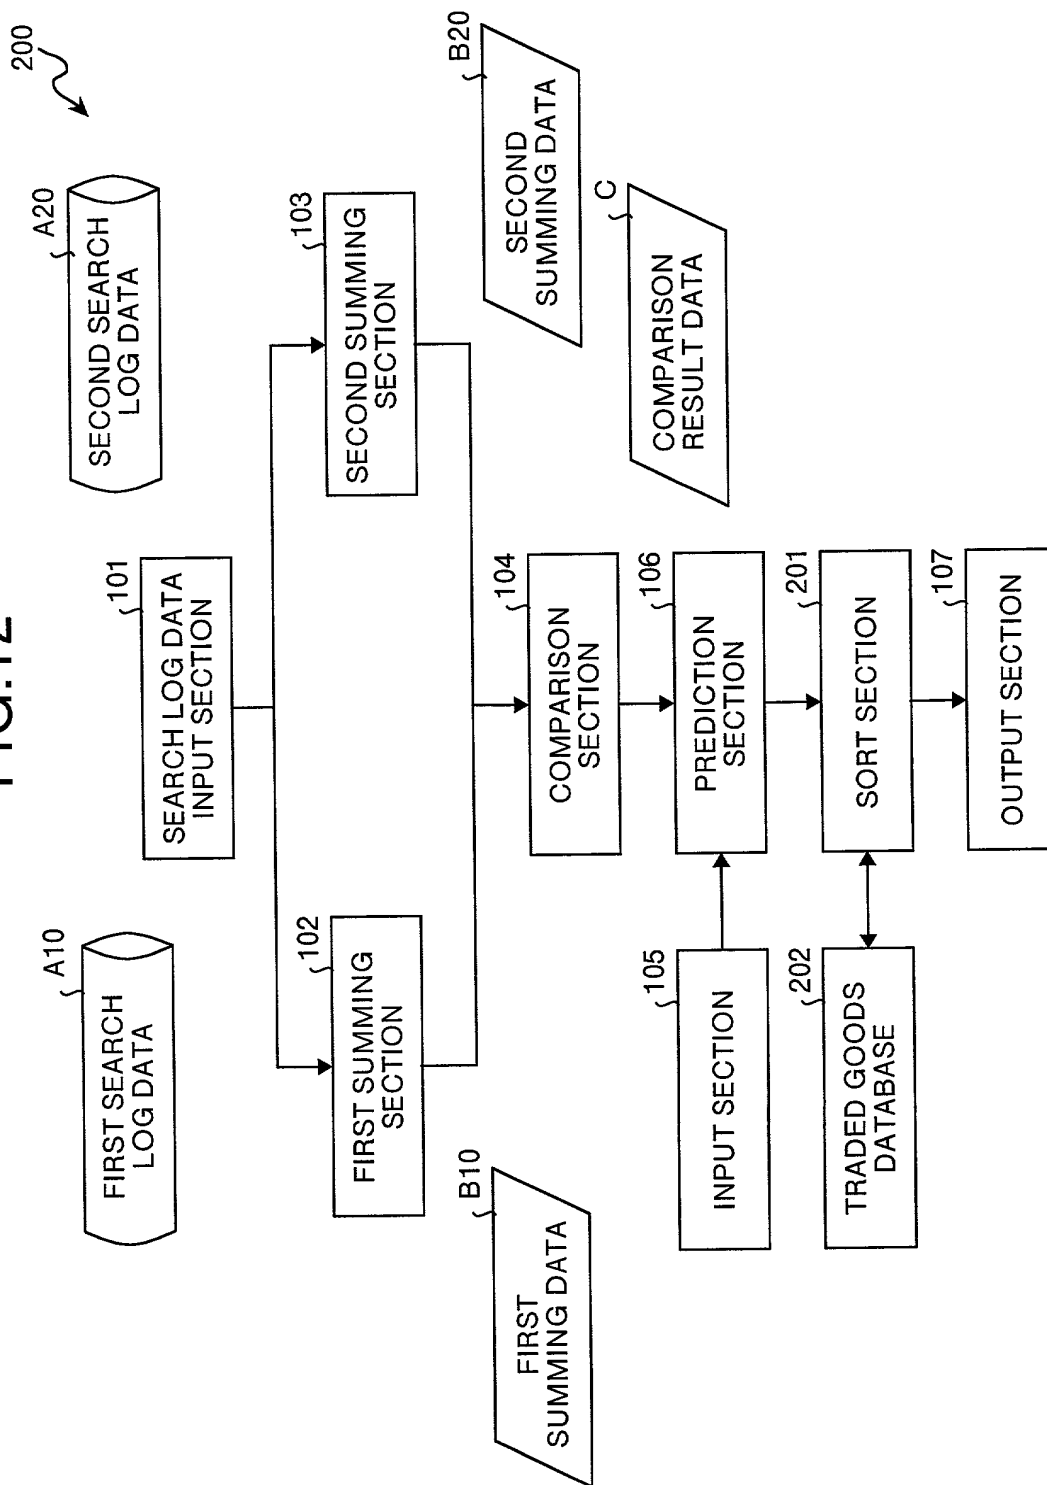 FIG.12
200
A10
FIRST SEARCH
LOG DATA
A20
SECOND SEARCH
LOG DATA
101
SEARCH LOG DATA
INPUT SECTION
102
FIRST SUMMING
SECTION
103
SECOND SUMMING
SECTION
B10
FIRST
SUMMING DATA
B20
SECOND
SUMMING DATA
104
COMPARISON
SECTION
C
COMPARISON
RESULT DATA
105
INPUT SECTION
106
PREDICTION
SECTION
202
TRADED GOODS
DATABASE
201
SORT SECTION
107
OUTPUT SECTION